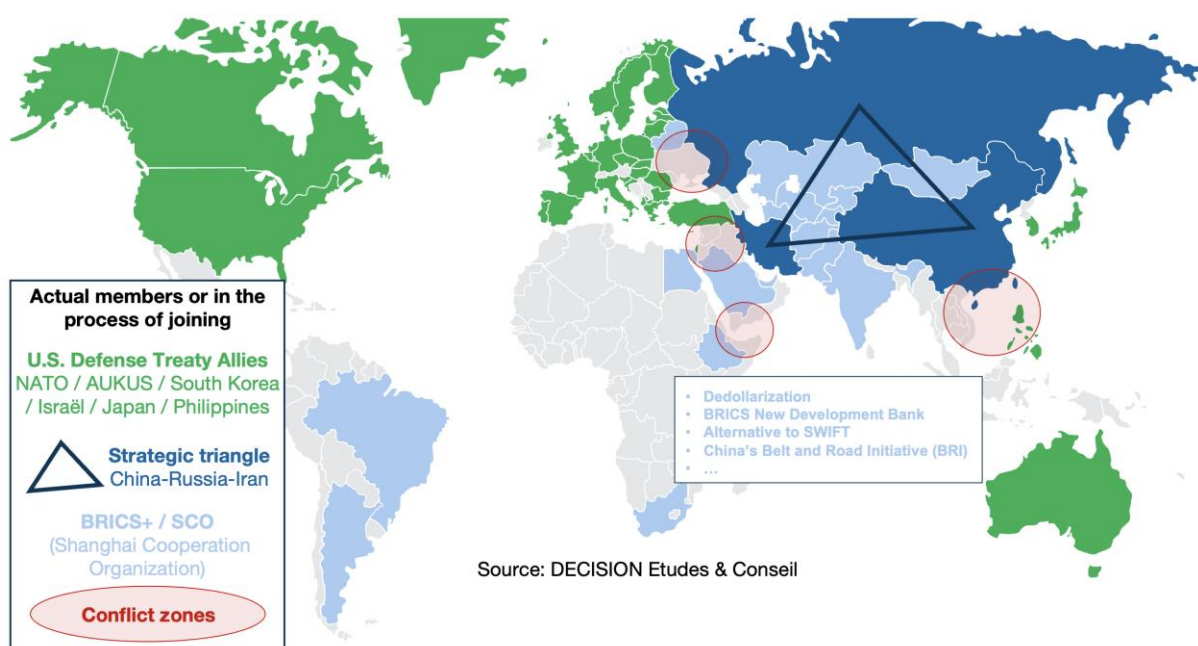 Actual members or in the
process of joining
U.S. Defense Treaty Allies
NATO / AUKUS / South Korea
/ Israël / Japan / Philippines
Strategic triangle
China-Russia-Iran
BRICS+ / SCO
(Shanghai Cooperation
Organization)
Conflict zones
• Dedollarization
• BRICS New Development Bank
• Alternative to SWIFT
• China's Belt and Road Initiative (BRI)
• ...
Source: DECISION Etudes & Conseil